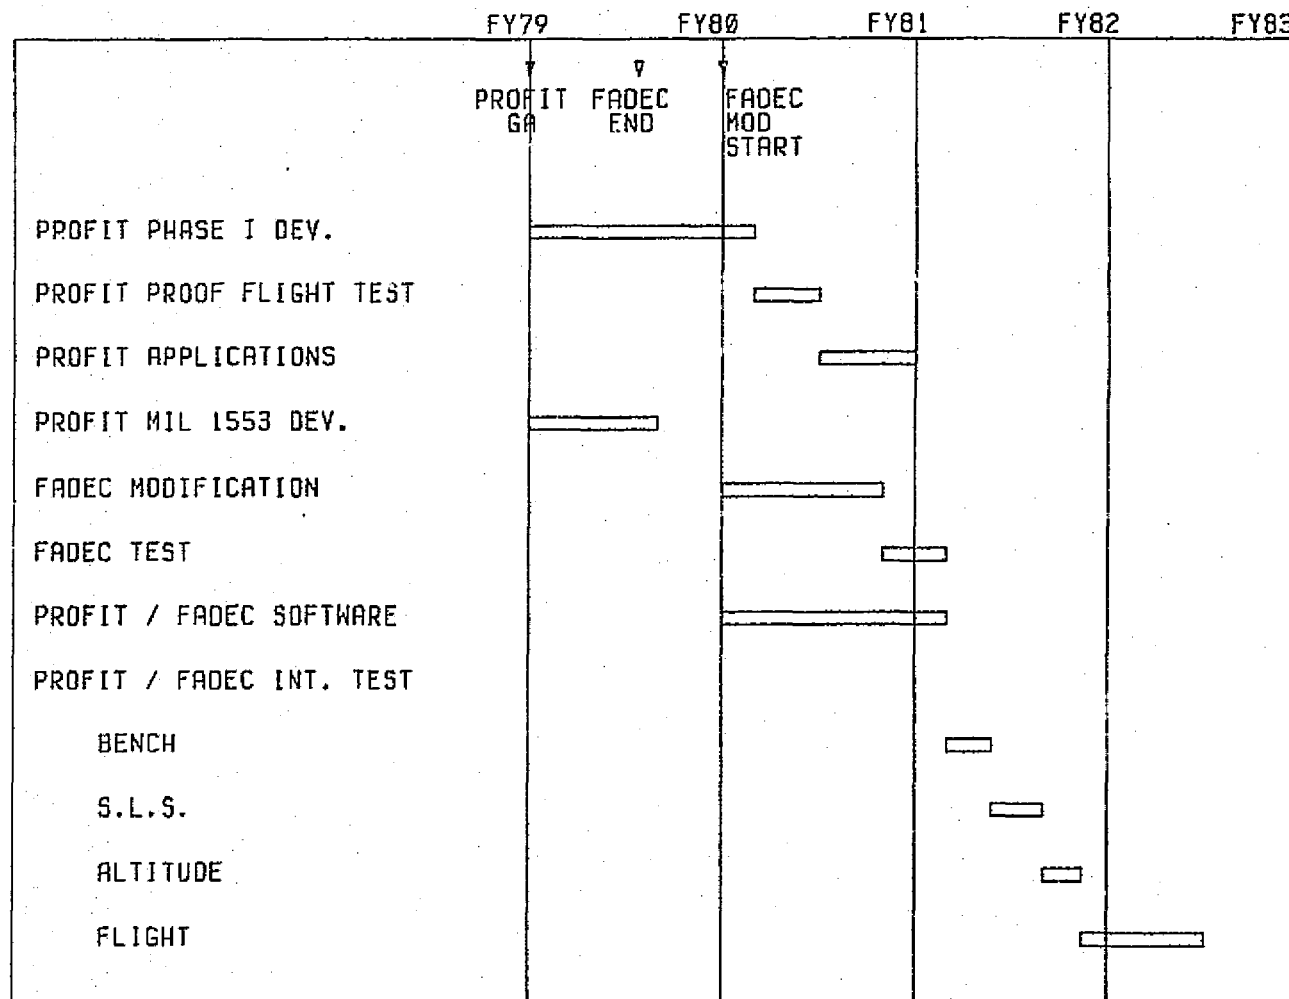 FY79 FY80 FY81 FY82 FY83
PROFIT GA
FADEC END
FADEC MOD START
PROFIT PHASE I DEV.
PROFIT PROOF FLIGHT TEST
PROFIT APPLICATIONS
PROFIT MIL 1553 DEV.
FADEC MODIFICATION
FADEC TEST
PROFIT / FADEC SOFTWARE
PROFIT / FADEC INT. TEST
BENCH
S.L.S.
ALTITUDE
FLIGHT